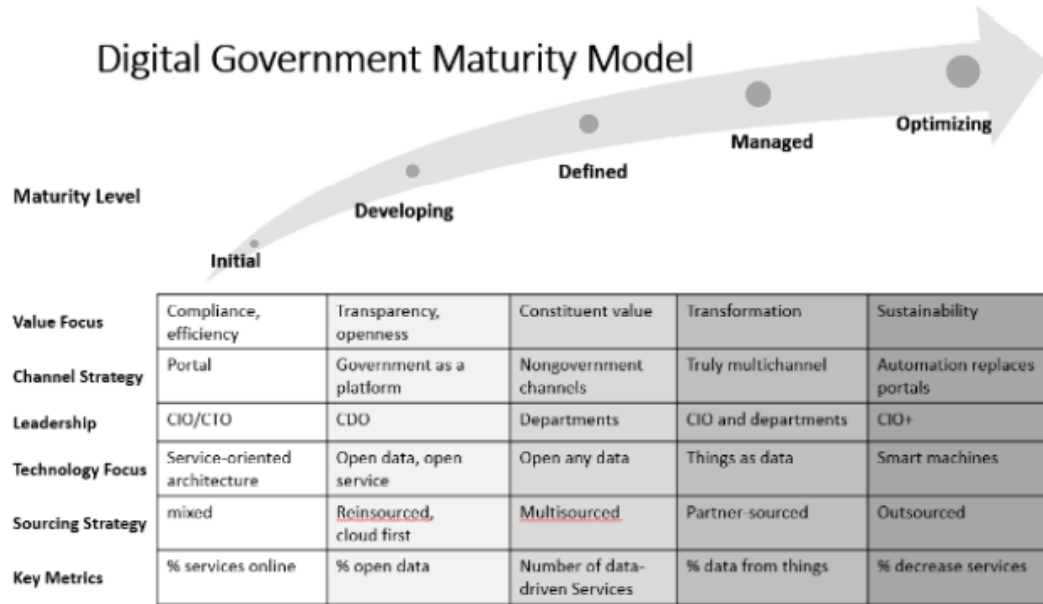 Digital Government Maturity Model
Optimizing
Managed
Defined
Maturity Level
Developing
Initial
Value Focus
Compliance,
efficiency
Transparency,
openness
Constituent value
Transformation
Sustainability
Channel Strategy
Portal
Government as a
platform
Nongovernment
channels
Truly multichannel
Automation replaces
portals
Leadership
CIO/CTO
CDO
Departments
CIO and departments
CIO+
Technology Focus
Service-oriented
architecture
Open data, open
service
Open any data
Things as data
Smart machines
Sourcing Strategy
mixed
Reinsourced,
cloud first
Multisourced
Partner-sourced
Outsourced
Key Metrics
% services online
% open data
Number of data-
driven Services
% data from things
% decrease services